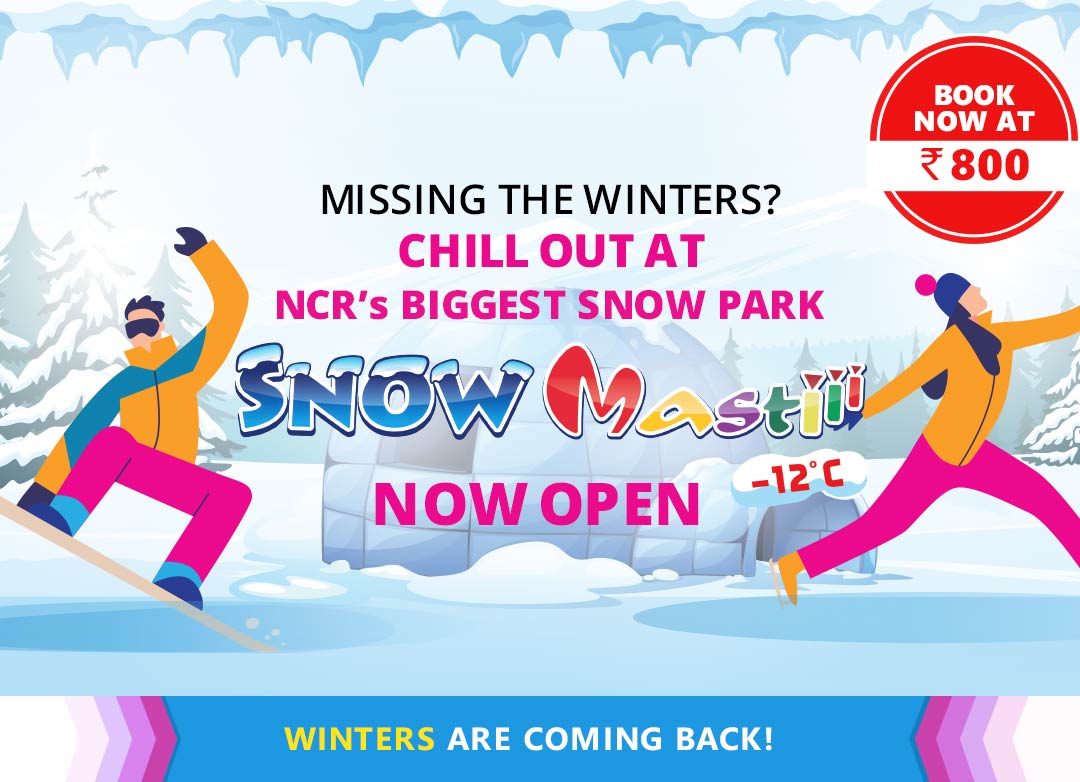 BOOK
NOW AT
₹ 800
MISSING THE WINTERS?
CHILL OUT AT
NCR's BIGGEST SNOW PARK
SNOW Mastiii
-12°C
NOW OPEN
WINTERS ARE COMING BACK!